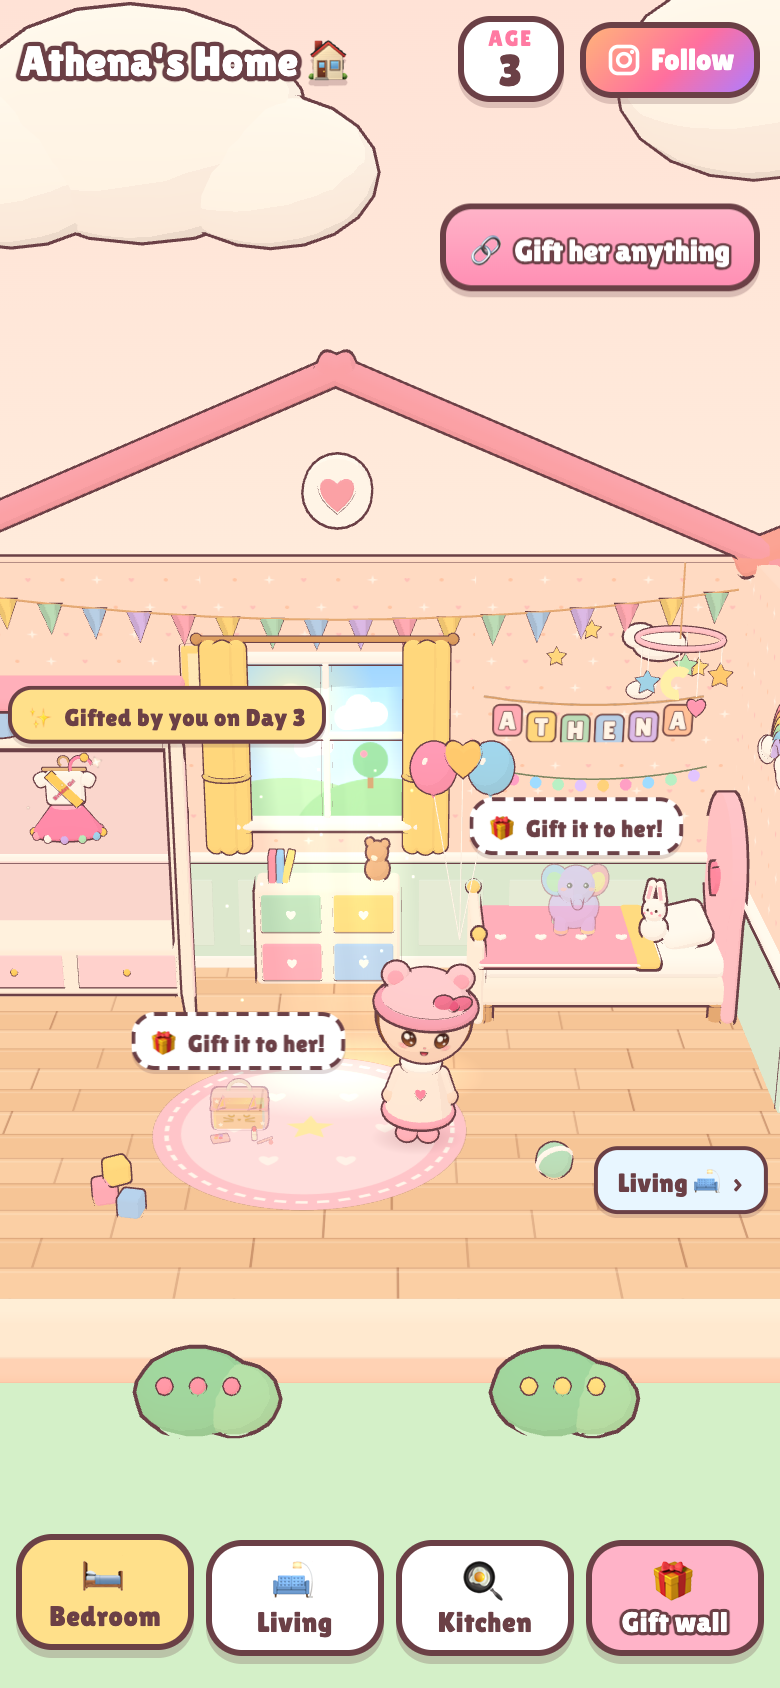 Athena's Home
AGE
3
Follow
Gift her anything
Gifted by you on Day 3
ATHENA
Gift it to her!
Gift it to her!
Living ›
Bedroom
Living
Kitchen
Gift wall